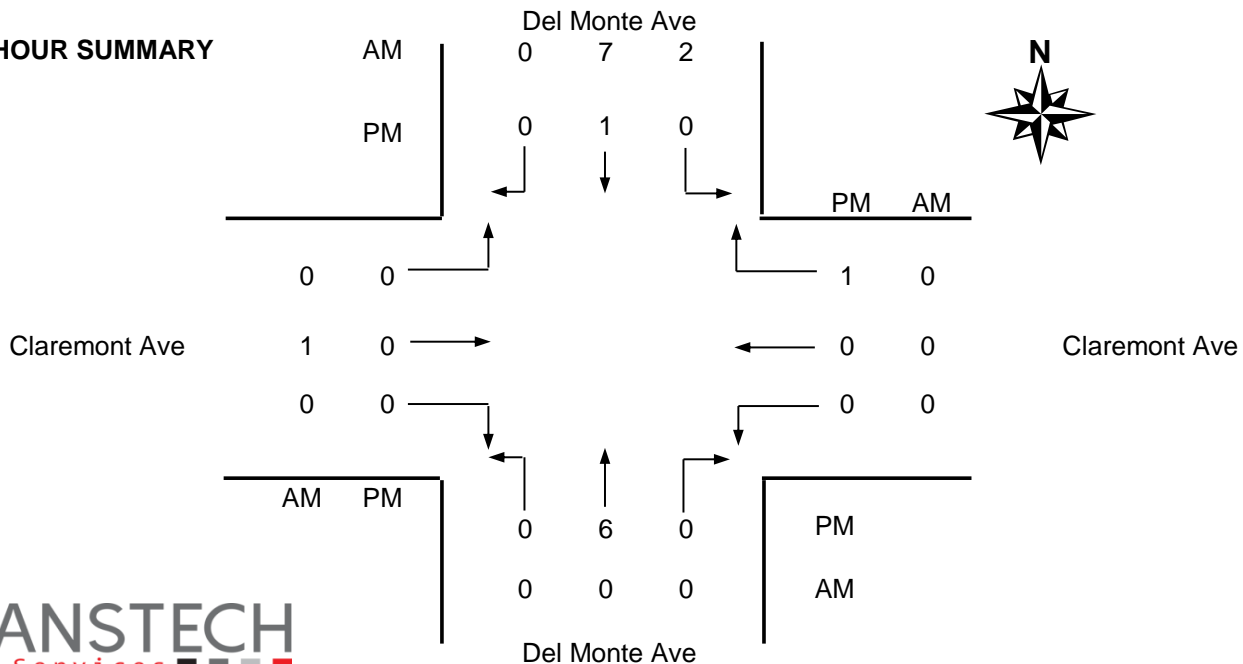 Del Monte Ave
HOUR SUMMARY AM 0 7 2 N
PM 0 1 0
PM AM
0 0 1 0
Claremont Ave 1 0 0 0 Claremont Ave
0 0 0 0
AM PM
0 6 0 PM
0 0 0 AM
ANSTECH
Services
Del Monte Ave